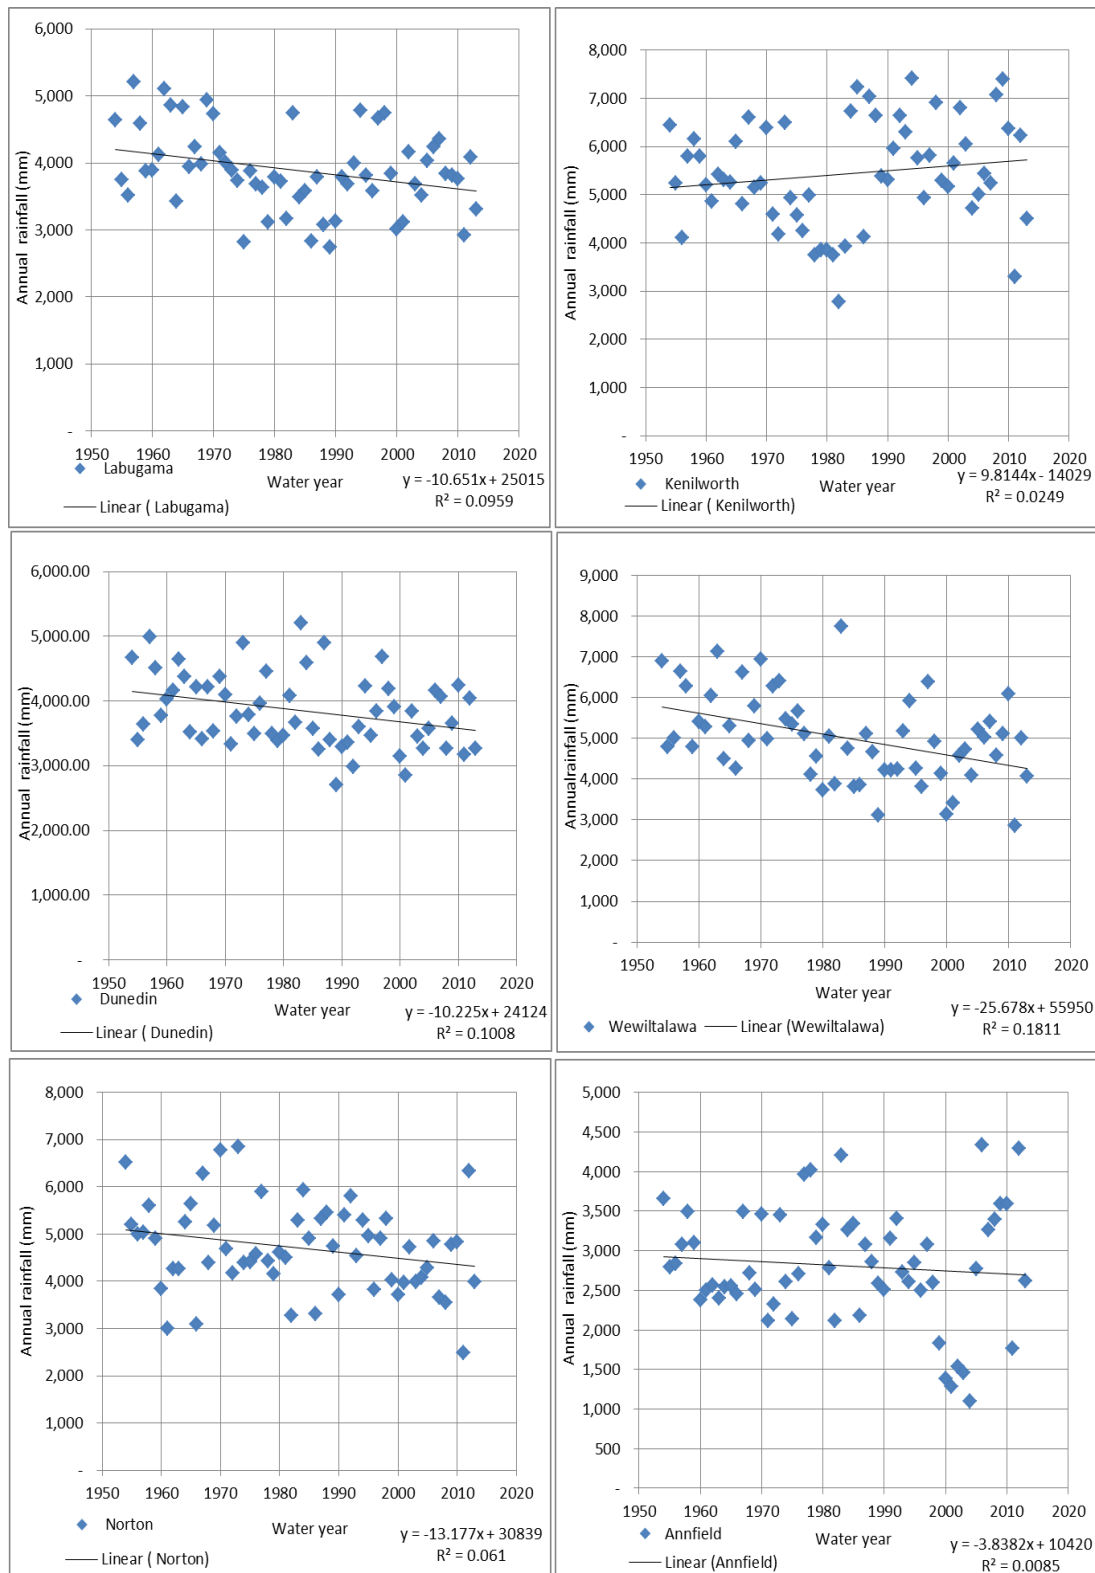 6,000
5,000
4,000
3,000
2,000
1,000
-
Annual rainfall (mm)
1950 1960 1970 1980 1990 2000 2010 2020
Labugama
Water year
y = -10.651x + 25015
Linear ( Labugama)
R² = 0.0959
8,000
7,000
6,000
5,000
4,000
3,000
2,000
1,000
-
Annual rainfall (mm)
1950 1960 1970 1980 1990 2000 2010 2020
Kenilworth
Water year
y = 9.8144x - 14029
Linear ( Kenilworth)
R² = 0.0249
6,000.00
5,000.00
4,000.00
3,000.00
2,000.00
1,000.00
-
Annual rainfall (mm)
1950 1960 1970 1980 1990 2000 2010 2020
Dunedin
Water year
y = -10.225x + 24124
Linear ( Dunedin)
R² = 0.1008
9,000
8,000
7,000
6,000
5,000
4,000
3,000
2,000
1,000
-
Annualrainfall (mm)
1950 1960 1970 1980 1990 2000 2010 2020
Water year
y = -25.678x + 55950
Wewiltalawa Linear (Wewiltalawa)
R² = 0.1811
8,000
7,000
6,000
5,000
4,000
3,000
2,000
1,000
-
Annual rainfall (mm)
1950 1960 1970 1980 1990 2000 2010 2020
Norton
Water year
y = -13.177x + 30839
Linear ( Norton)
R² = 0.061
5,000
4,500
4,000
3,500
3,000
2,500
2,000
1,500
1,000
500
-
Annual rainfall (mm)
1950 1960 1970 1980 1990 2000 2010 2020
Annfield
Water year
y = -3.8382x + 10420
Linear (Annfield)
R² = 0.0085